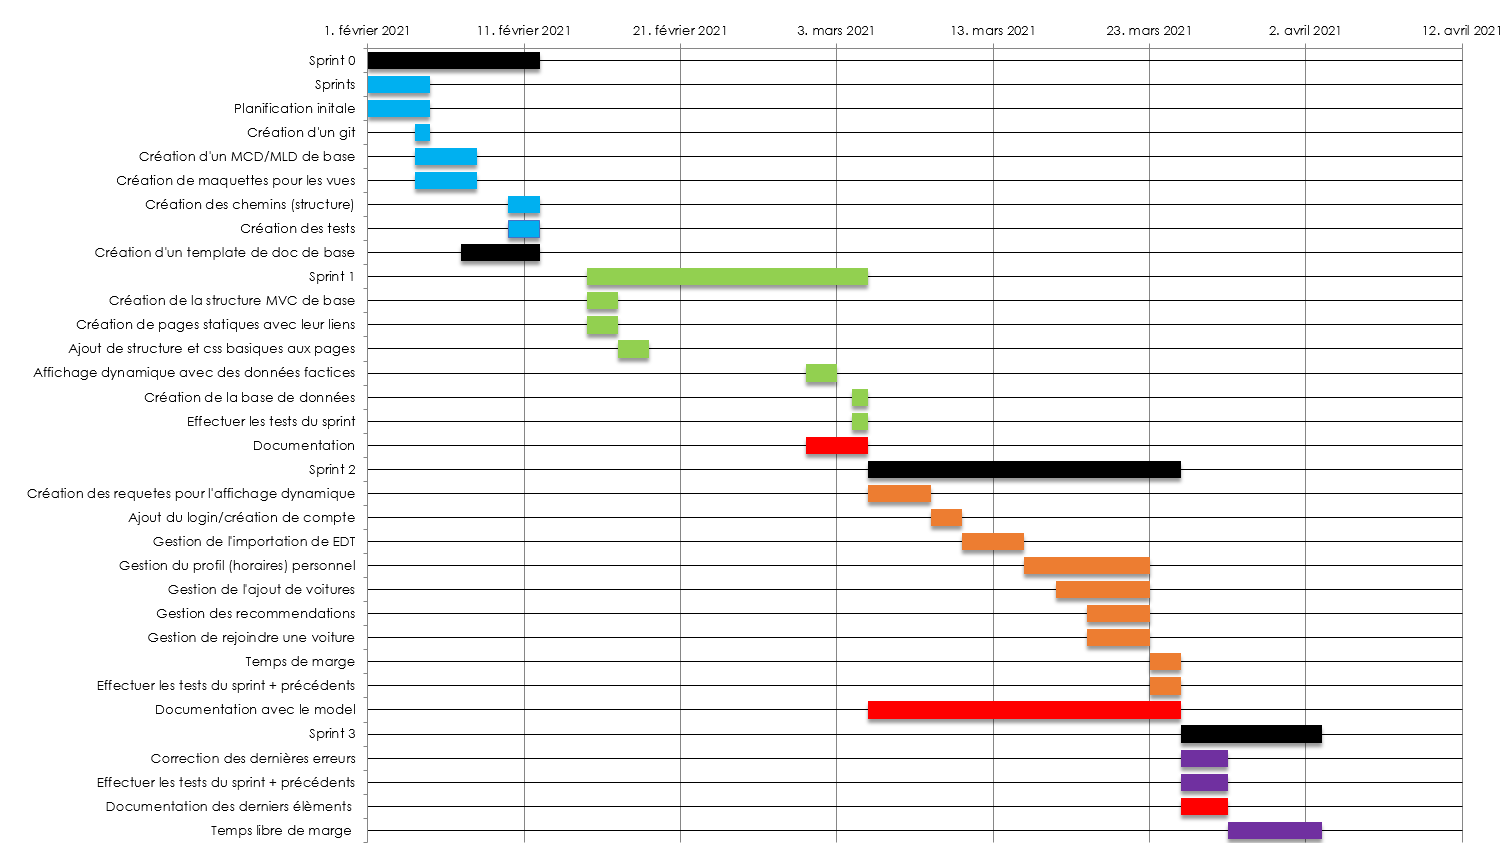 1. février 2021 11. février 2021 21. février 2021 3. mars 2021 13. mars 2021 23. mars 2021 2. avril 2021 12. avril 2021
Sprint 0
Sprints
Planification initale
Création d'un git
Création d'un MCD/MLD de base
Création de maquettes pour les vues
Création des chemins (structure)
Création des tests
Création d'un template de doc de base
Sprint 1
Création de la structure MVC de base
Création de pages statiques avec leur liens
Ajout de structure et css basiques aux pages
Affichage dynamique avec des données factices
Création de la base de données
Effectuer les tests du sprint
Documentation
Sprint 2
Création des requetes pour l'affichage dynamique
Ajout du login/création de compte
Gestion de l'importation de EDT
Gestion du profil (horaires) personnel
Gestion de l'ajout de voitures
Gestion des recommendations
Gestion de rejoindre une voiture
Temps de marge
Effectuer les tests du sprint + précédents
Documentation avec le model
Sprint 3
Correction des dernières erreurs
Effectuer les tests du sprint + précédents
Documentation des derniers élèments
Temps libre de marge